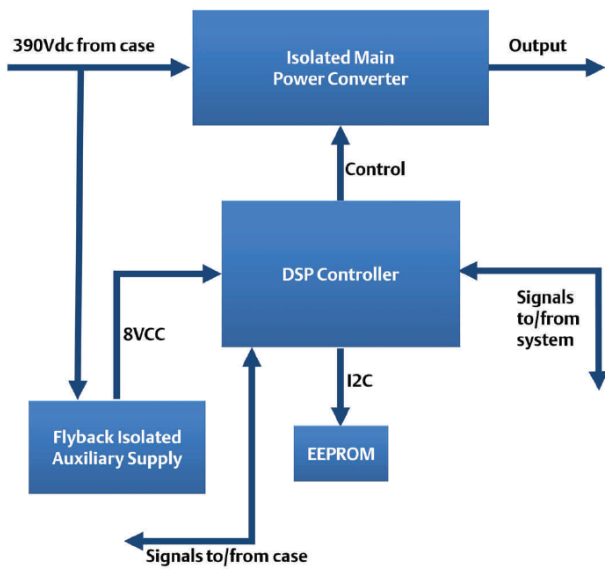 390Vdc from case
Isolated Main
Power Converter
Output
Control
DSP Controller
Signals
to/from
system
8VCC
I2C
Flyback Isolated
Auxiliary Supply
EEPROM
Signals to/from case